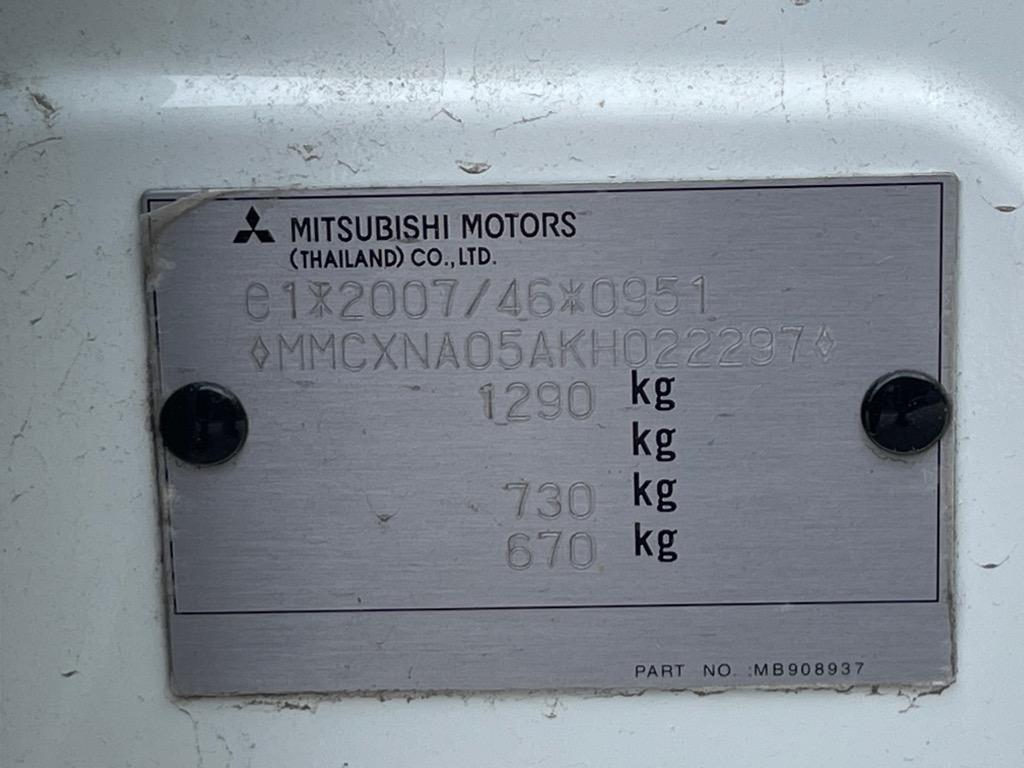 MITSUBISHI MOTORS
(THAILAND) CO.,LTD.
e1*2007/46*0951
◊MMCXNA05AKH022297◊
1290 kg
kg
730 kg
670 kg
PART NO. MB908937